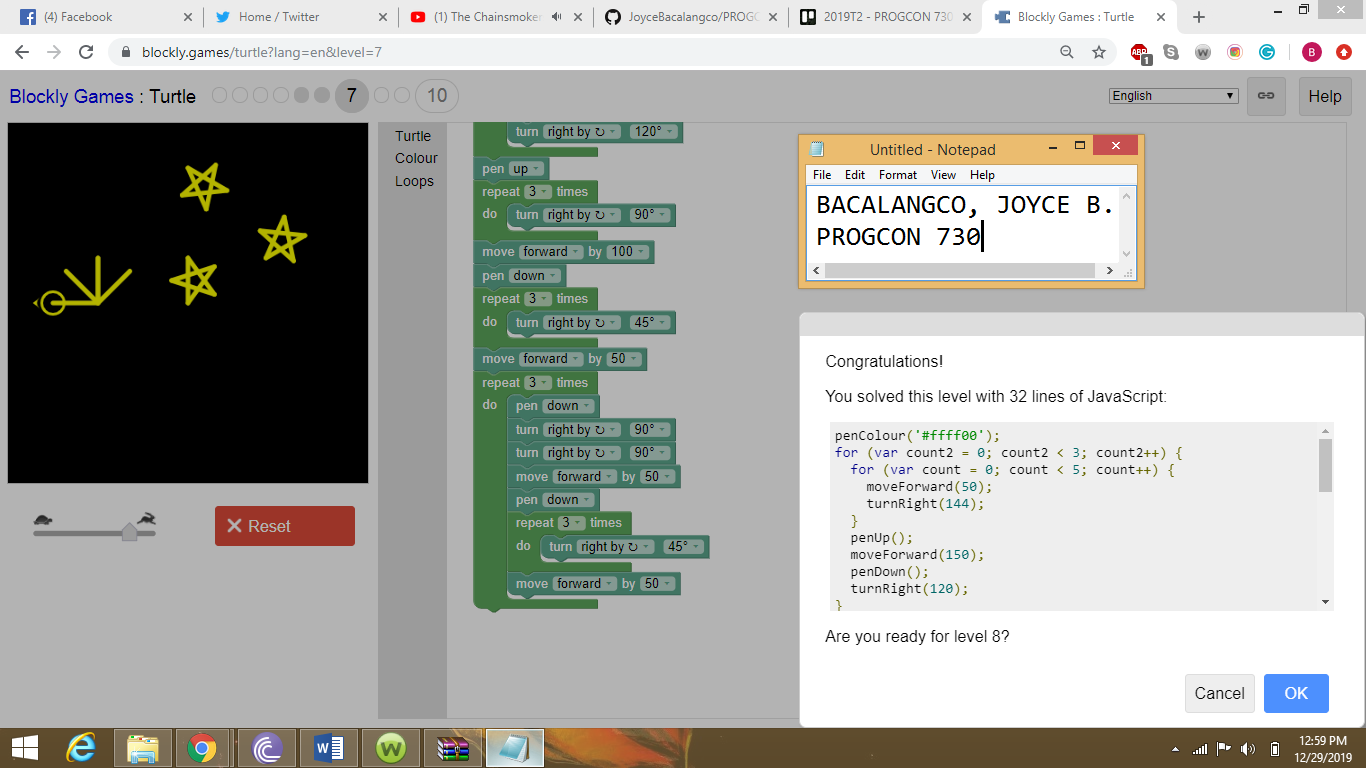 (4) Facebook
Home / Twitter
(1) The Chainsmoker
JoyceBacalangco/PROGC
2019T2 - PROGCON 730
Blockly Games : Turtle
blockly.games/turtle?lang=en&level=7
ABP
1
S
W
G
B
Blockly Games : Turtle
7
10
English
Help
Turtle
Colour
Loops
turn right by ↻ 120°
pen up
repeat 3 times
do turn right by ↻ 90°
move forward by 100
pen down
repeat 3 times
do turn right by ↻ 45°
move forward by 50
repeat 3 times
do pen down
turn right by ↻ 90°
turn right by ↻ 90°
move forward by 50
pen down
repeat 3 times
do turn right by ↻ 45°
move forward by 50
Reset
Untitled - Notepad
File Edit Format View Help
BACALANGCO, JOYCE B.
PROGCON 730
Congratulations!
You solved this level with 32 lines of JavaScript:
penColour('#ffff00');
for (var count2 = 0; count2 < 3; count2++) {
for (var count = 0; count < 5; count++) {
moveForward(50);
turnRight(144);
}
penUp();
moveForward(150);
penDown();
turnRight(120);
}
Are you ready for level 8?
Cancel
OK
12:59 PM
12/29/2019